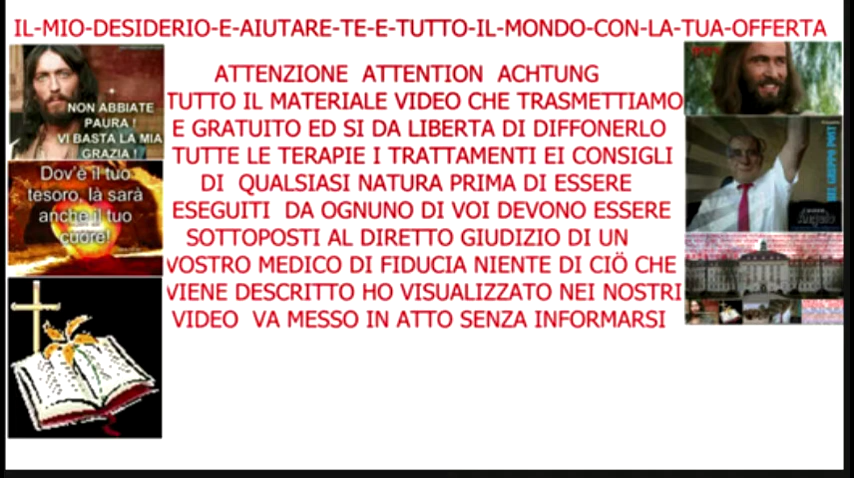 IL-MIO-DESIDERIO-E-AIUTARE-TE-E-TUTTO-IL-MONDO-CON-LA-TUA-OFFERTA
ATTENZIONE ATTENTION ACHTUNG
TUTTO IL MATERIALE VIDEO CHE TRASMETTIAMO
E GRATUITO ED SI DA LIBERTA DI DIFFONERLO
TUTTE LE TERAPIE I TRATTAMENTI EI CONSIGLI
DI QUALSIASI NATURA PRIMA DI ESSERE
ESEGUITI DA OGNUNO DI VOI DEVONO ESSERE
SOTTOPOSTI AL DIRETTO GIUDIZIO DI UN
VOSTRO MEDICO DI FIDUCIA NIENTE DI CIÖ CHE
VIENE DESCRITTO HO VISUALIZZATO NEI NOSTRI
VIDEO VA MESSO IN ATTO SENZA INFORMARSI
NON ABBIATE
PAURA !
VI BASTA LA MIA
GRAZIA !
Dov'è il tuo
tesoro, là sarà
anche il tuo
cuore!